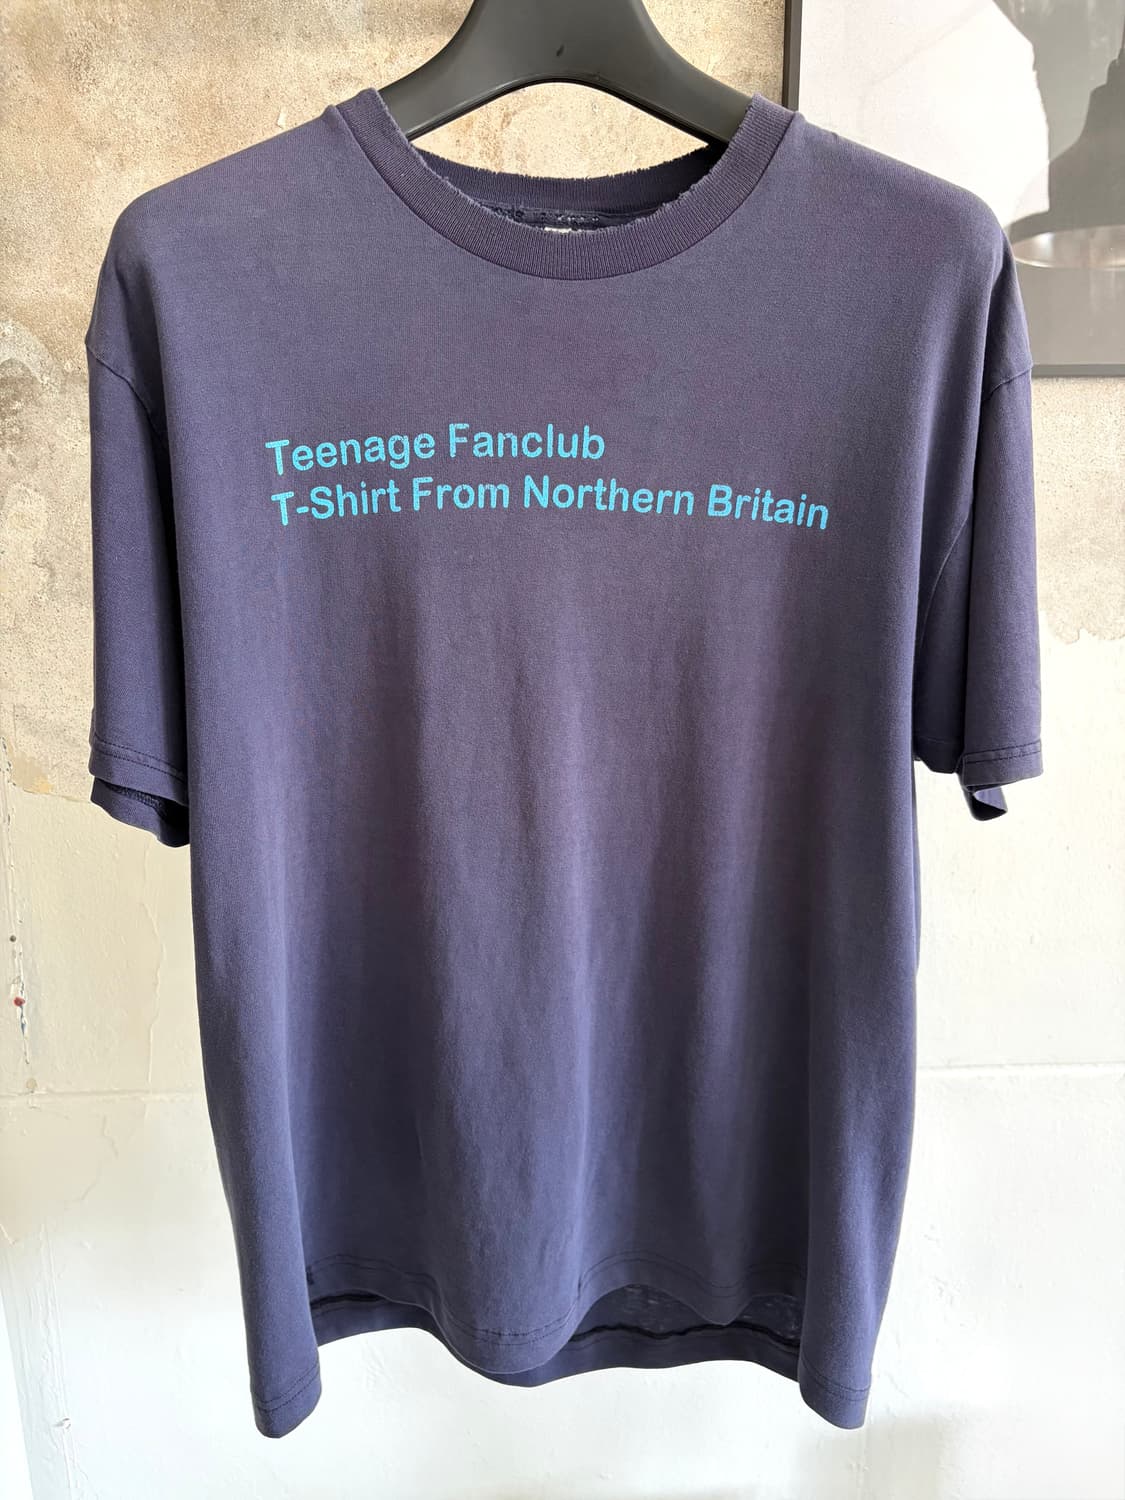 Teenage Fanclub
T-Shirt From Northern Britain